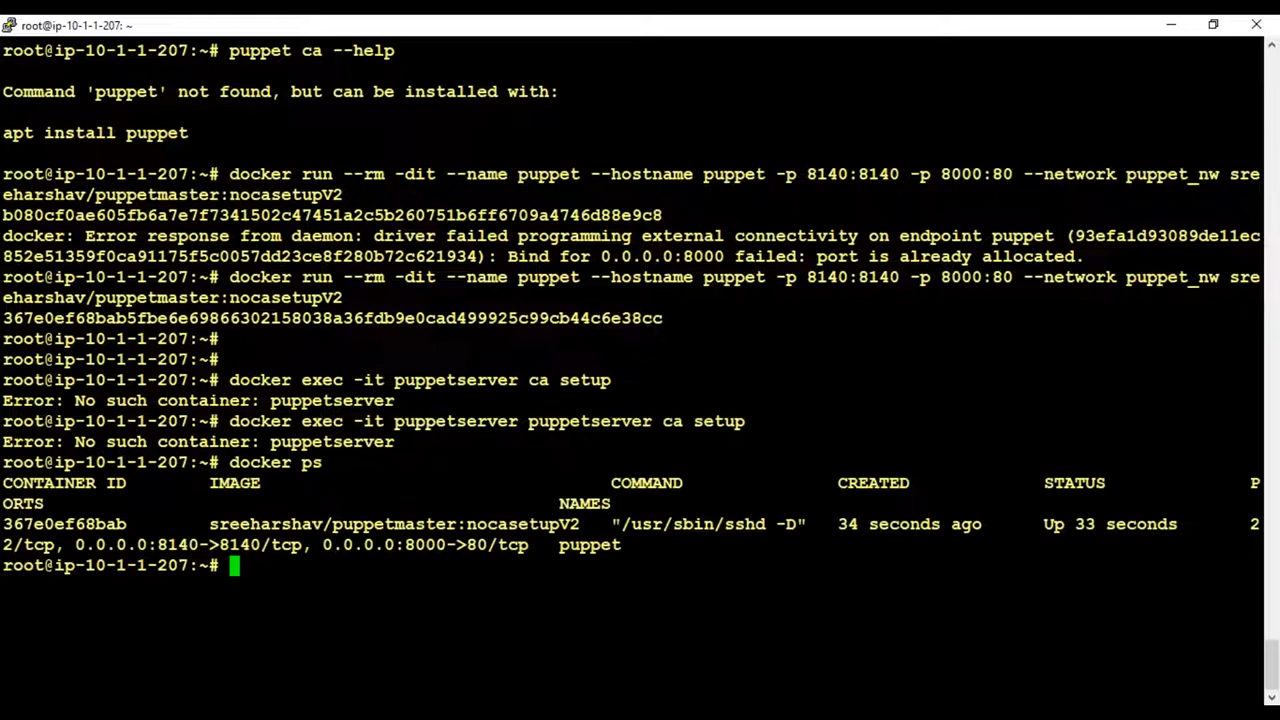 root@ip-10-1-1-207: ~
root@ip-10-1-1-207:~# puppet ca --help
Command 'puppet' not found, but can be installed with:
apt install puppet
root@ip-10-1-1-207:~# docker run --rm -dit --name puppet --hostname puppet -p 8140:8140 -p 8000:80 --network puppet_nw sre
eharshav/puppetmaster:nocasetupV2
b080cf0ae605fb6a7e7f7341502c47451a2c5b260751b6ff6709a4746d88e9c8
docker: Error response from daemon: driver failed programming external connectivity on endpoint puppet (93efa1d93089de11ec
852e51359f0ca91175f5c0057dd23ce8f280b72c621934): Bind for 0.0.0.0:8000 failed: port is already allocated.
root@ip-10-1-1-207:~# docker run --rm -dit --name puppet --hostname puppet -p 8140:8140 -p 8000:80 --network puppet_nw sre
eharshav/puppetmaster:nocasetupV2
367e0ef68bab5fbe6e69866302158038a36fdb9e0cad499925c99cb44c6e38cc
root@ip-10-1-1-207:~#
root@ip-10-1-1-207:~#
root@ip-10-1-1-207:~# docker exec -it puppetserver ca setup
Error: No such container: puppetserver
root@ip-10-1-1-207:~# docker exec -it puppetserver puppetserver ca setup
Error: No such container: puppetserver
root@ip-10-1-1-207:~# docker ps
CONTAINER ID        IMAGE                                  COMMAND               CREATED             STATUS              P
ORTS                                                  NAMES
367e0ef68bab        sreeharshav/puppetmaster:nocasetupV2   "/usr/sbin/sshd -D"   34 seconds ago      Up 33 seconds       2
2/tcp, 0.0.0.0:8140->8140/tcp, 0.0.0.0:8000->80/tcp   puppet
root@ip-10-1-1-207:~#